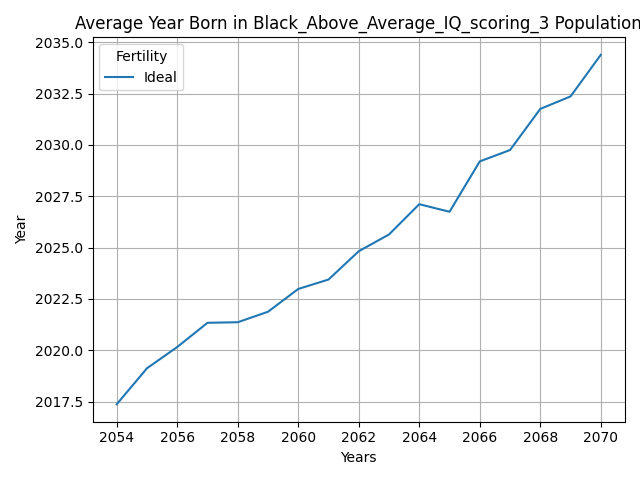 Average Year Born in Black_Above_Average_IQ_scoring_3 Population
Fertility
Ideal
Year
2035.0
2032.5
2030.0
2027.5
2025.0
2022.5
2020.0
2017.5
2054 2056 2058 2060 2062 2064 2066 2068 2070
Years